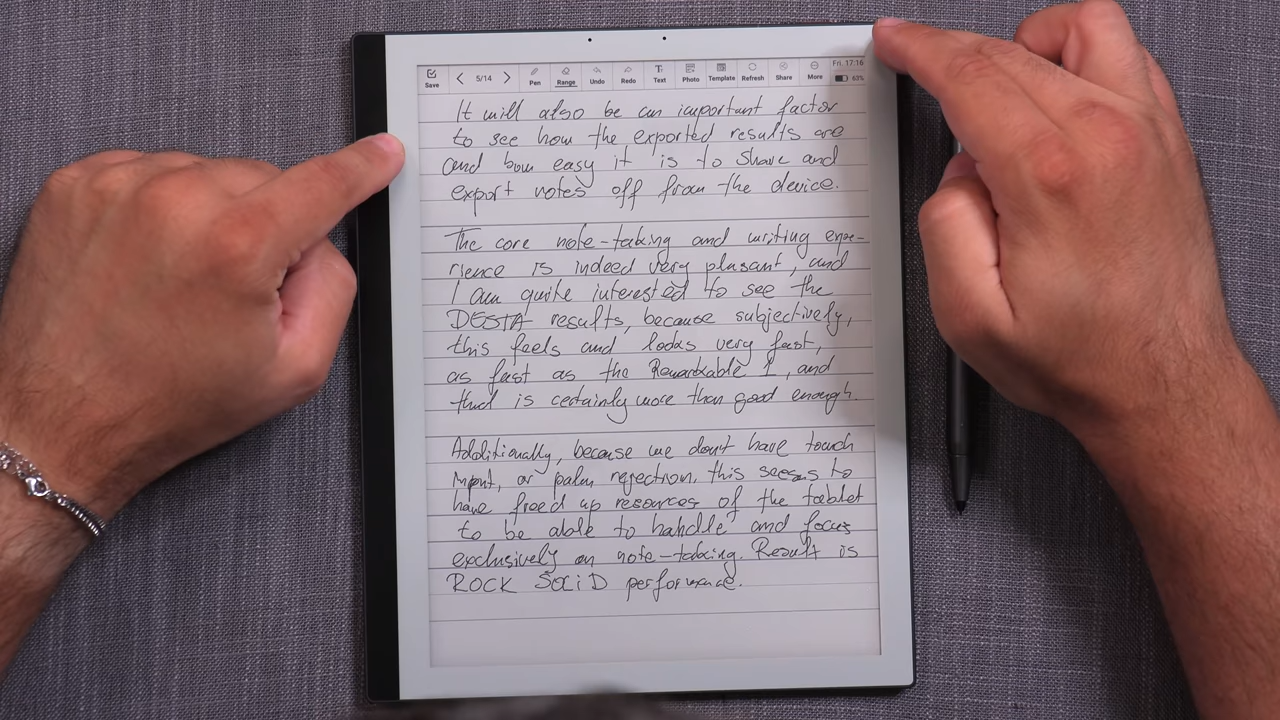 Fri. 17:16
Save < 5/14 > Pen Range Undo Redo Text Photo Template Refresh Share More 63%
It will also be an important factor
to see how the exported results are
and how easy it is to share and
export notes off from the device.
The core note-taking and writing expe-
rience is indeed very plasant, and
I am quite interested to see the
DESTA results, because subjectively,
this feels and looks very fast,
as fast as the Remarkable 1, and
that is certainly more than good enough.
Additionally, because we don't have touch
input, or palm rejection, this seems to
have freed up resources of the tablet
to be able to handle and focus
exclusively on note-taking. Result is
ROCK SOLiD performance.